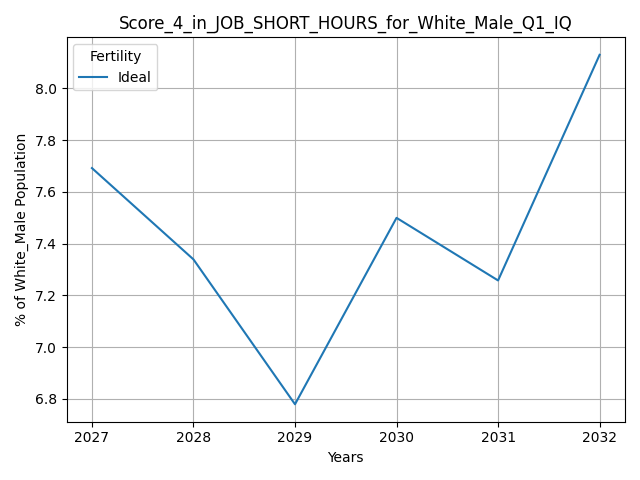 Score_4_in_JOB_SHORT_HOURS_for_White_Male_Q1_IQ
Fertility
Ideal
% of White_Male Population
8.0
7.8
7.6
7.4
7.2
7.0
6.8
2027 2028 2029 2030 2031 2032
Years